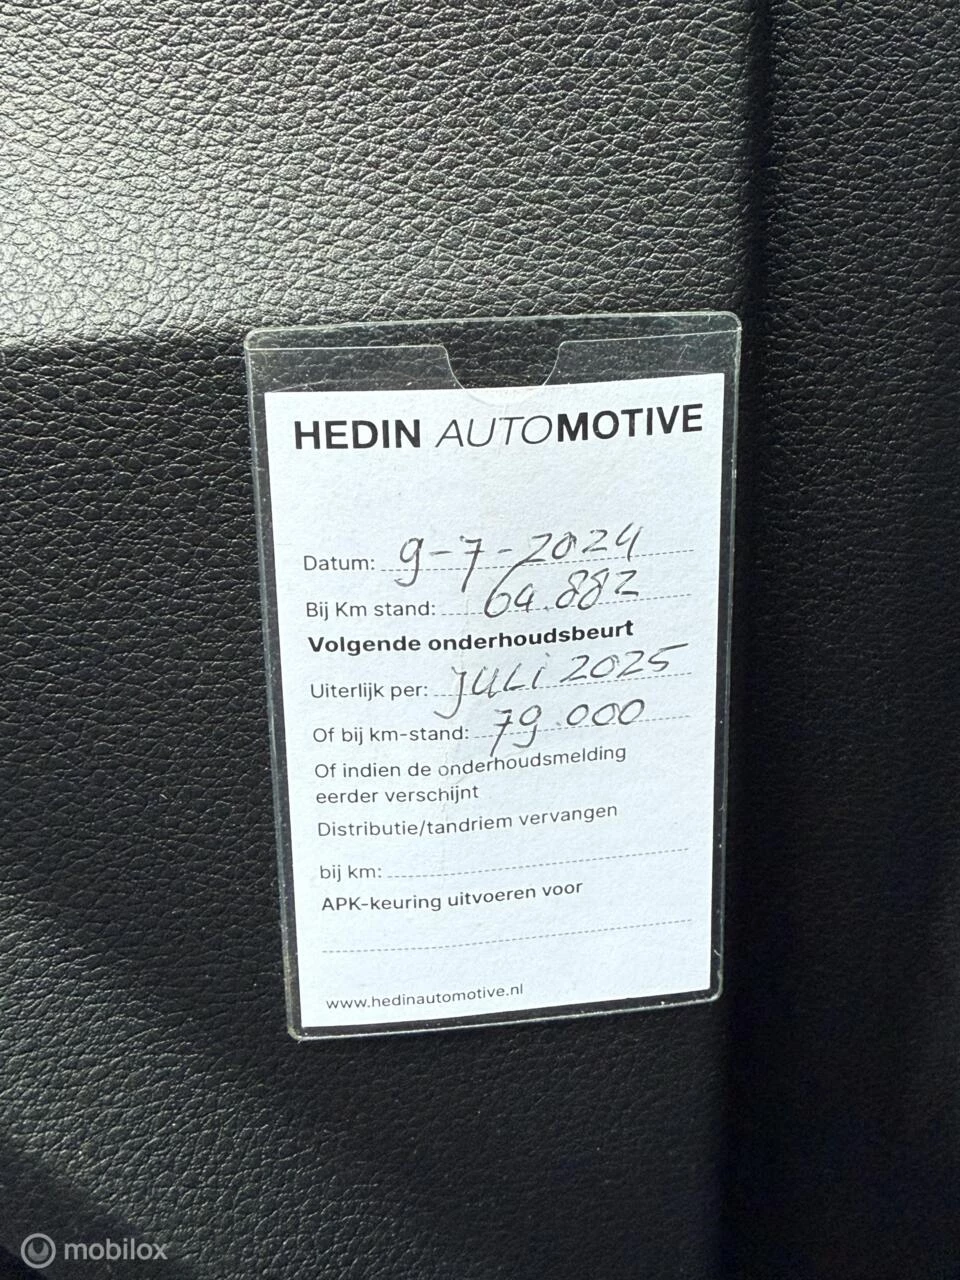 HEDIN AUTOMOTIVE
Datum: 9-7-2024
Bij Km stand: 64.882
Volgende onderhoudsbeurt
Uiterlijk per: JULI 2025
Of bij km-stand: 79.000
Of indien de onderhoudsmelding
eerder verschijnt
Distributie/tandriem vervangen
bij km:
APK-keuring uitvoeren voor
www.hedinautomotive.nl
mobilox